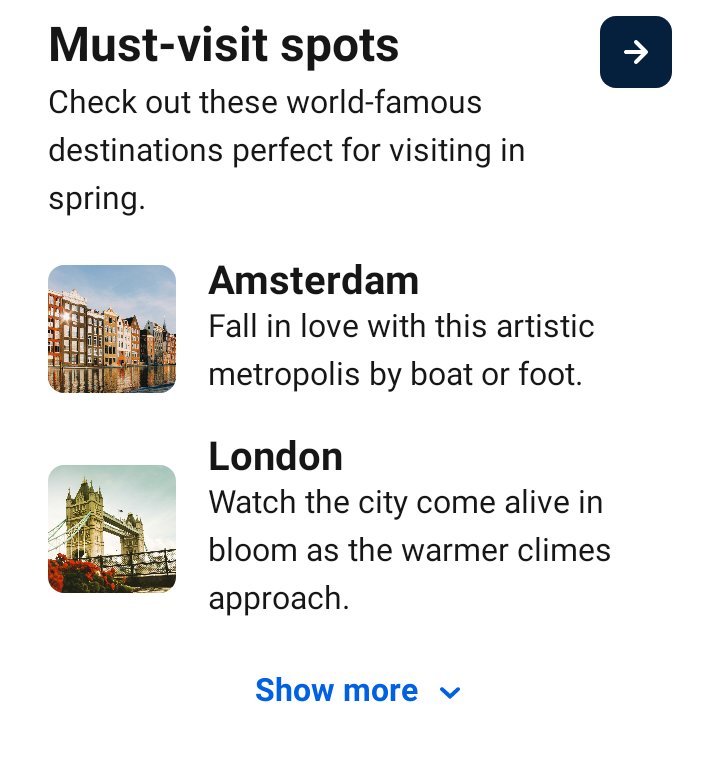 Must-visit spots
Check out these world-famous
destinations perfect for visiting in
spring.
Amsterdam
Fall in love with this artistic
metropolis by boat or foot.
London
Watch the city come alive in
bloom as the warmer climes
approach.
Show more